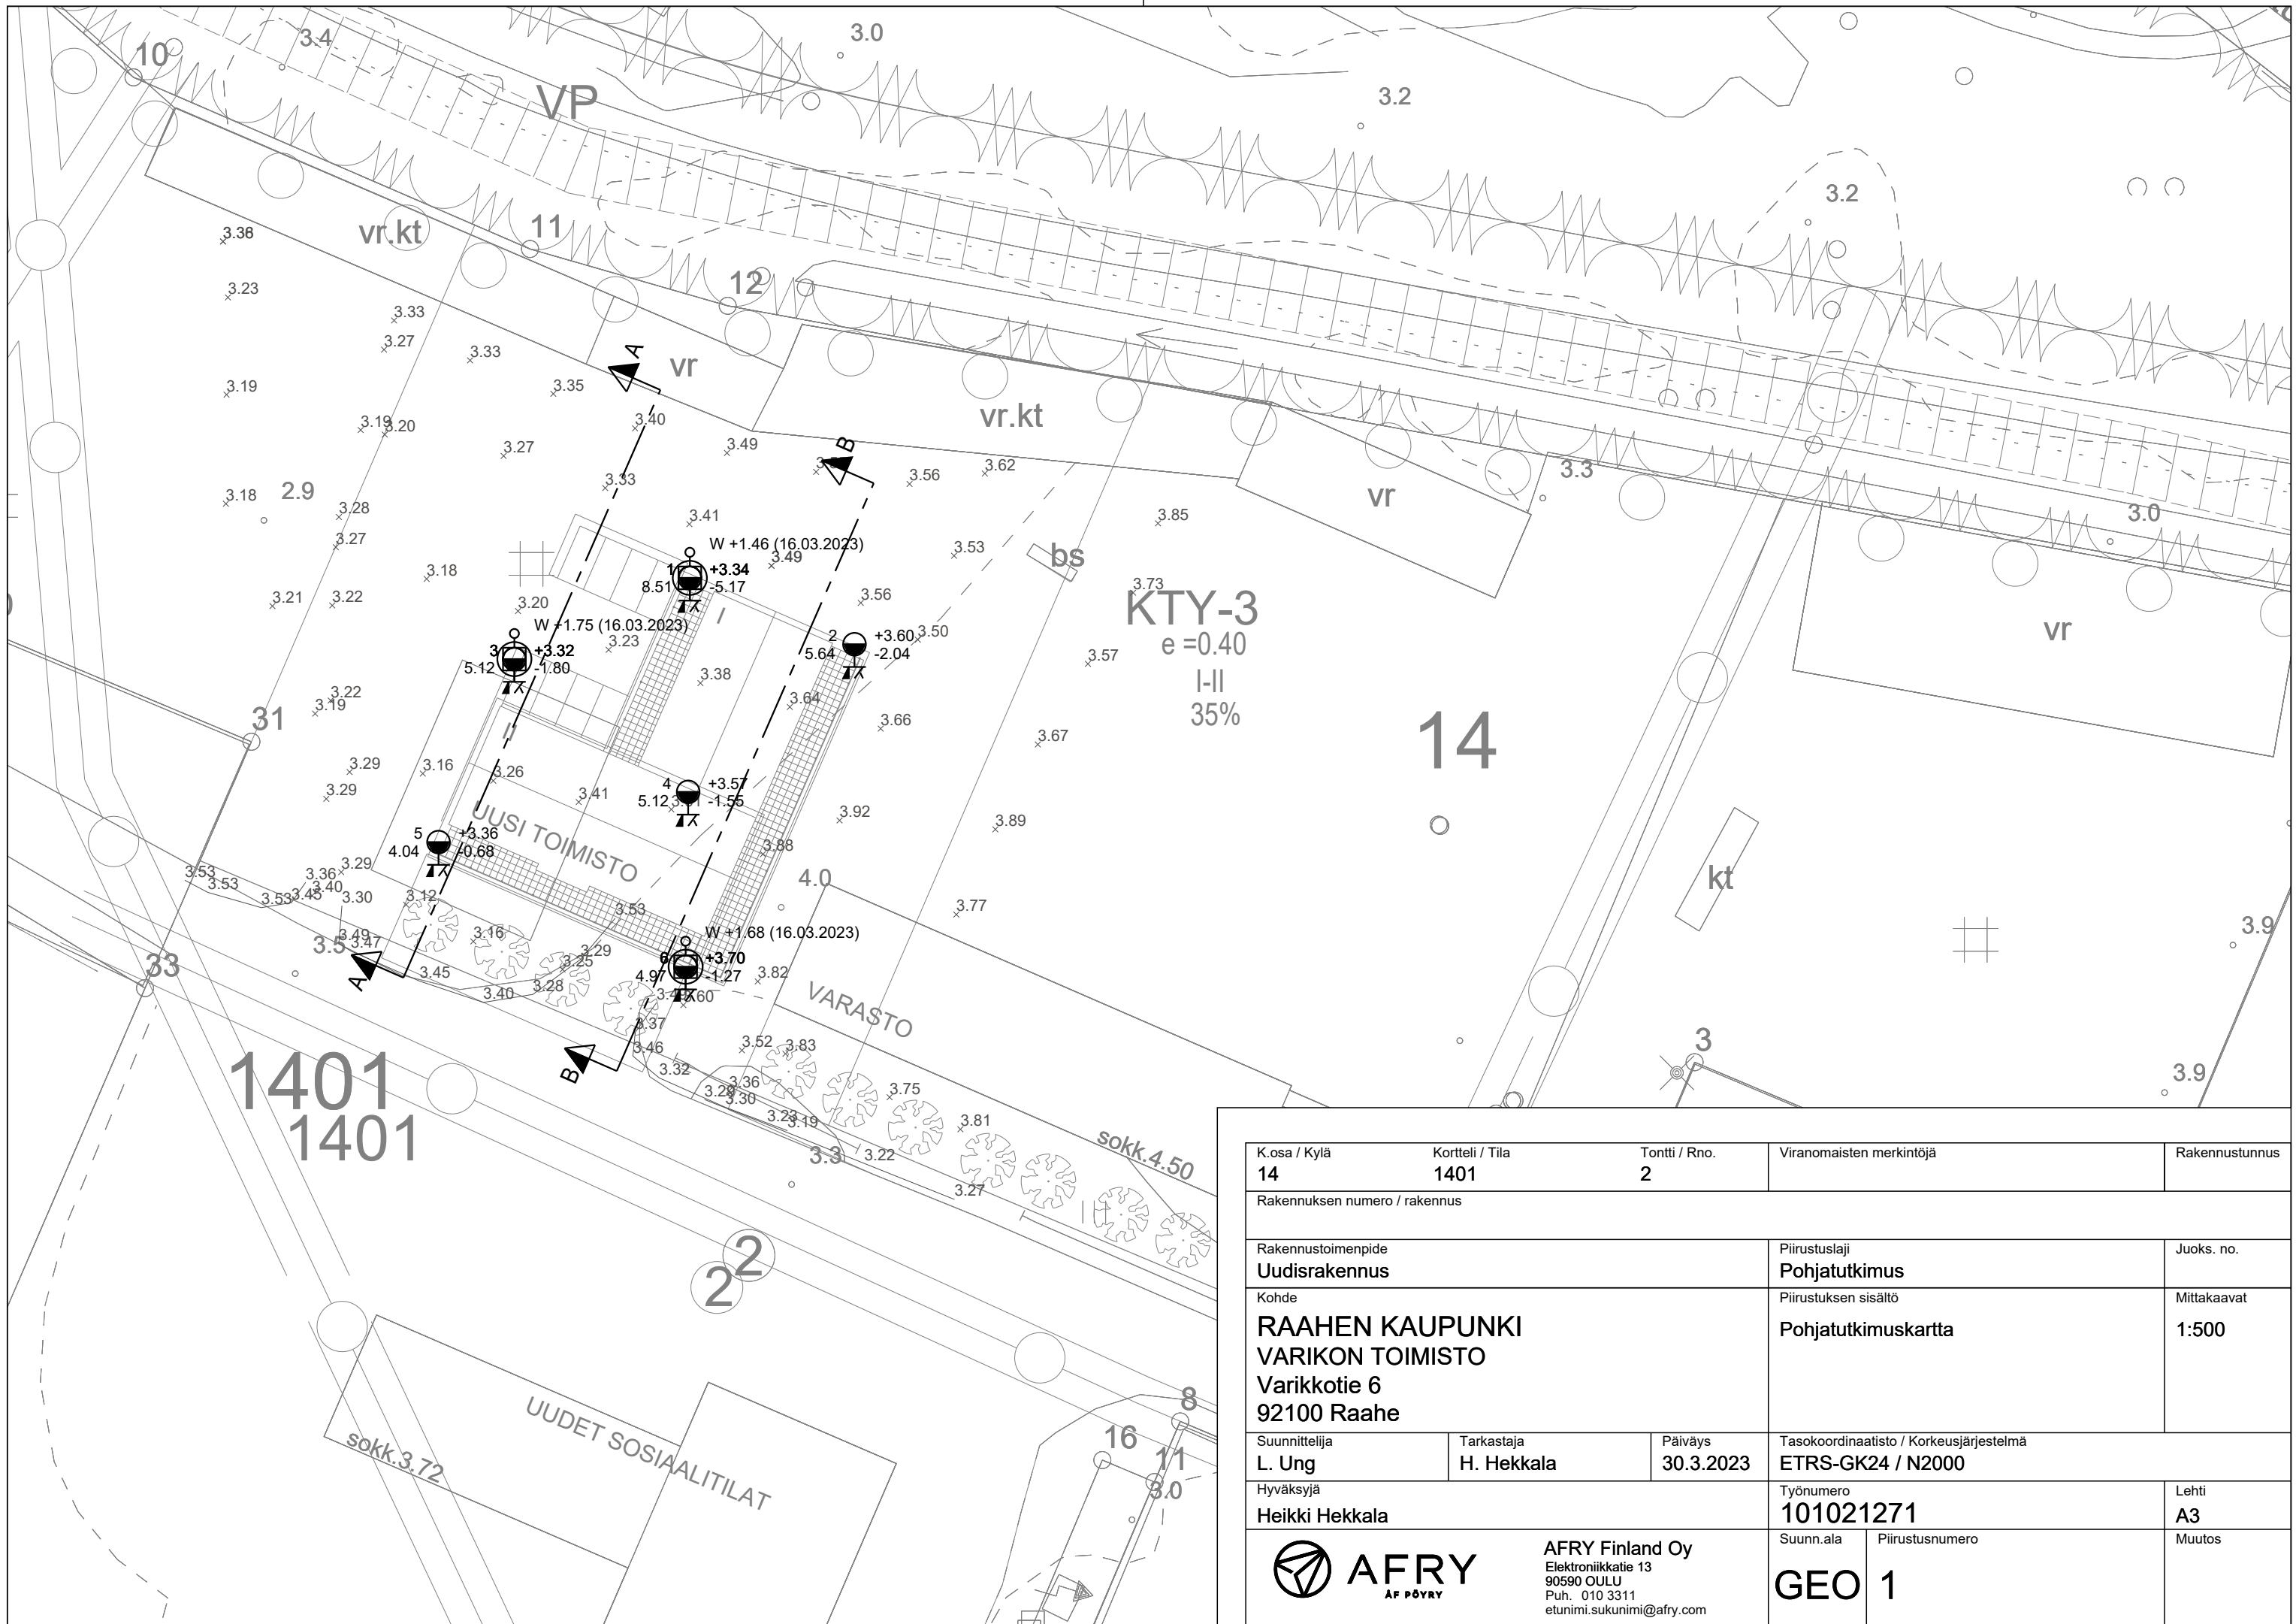 10
3.4
3.0
VP
3.2
3.2
3.36
vr.kt
11
12
3.23
3.33
3.27
3.33
3.35
3.19
A
vr
vr.kt
3.40
3.19
3.20
3.27
3.49
B
3.33
3.56
3.62
3.3
vr
3.18
2.9
3.28
3.27
3.41
3.85
3.0
W +1.46 (16.03.2023)
3.49
3.53
bs
3.18
1
+3.34
8.51
-5.17
3.73
KTY-3
e =0.40
I-II
35%
3.21
3.22
3.20
3.56
I
W +1.75 (16.03.2023)
3.23
3.50
vr
3
+3.32
5.12
-1.80
2
+3.60
5.64
-2.04
3.57
3.38
3.22
3.19
3.64
3.66
3.67
31
II
14
3.29
3.16
3.26
3.29
3.41
4
+3.57
5.12
-1.55
3.92
3.89
UUSI TOIMISTO
5
+3.36
4.04
-0.68
3.88
3.53
3.53
3.29
3.36
3.40
3.45
3.53
3.30
3.12
4.0
kt
3.53
3.77
3.16
3.5
3.49
3.47
W +1.68 (16.03.2023)
3.9
33
3.29
3.25
6
+3.70
4.97
-1.27
3.82
3.45
A
3.40
3.28
3.60
VARASTO
3.37
3.46
3.52
3.83
3
B
3.32
3.36
3.30
3.75
3.9
1401
1401
3.23
3.19
3.81
3.3
3.22
sokk.4.50
3.27
2
2
UUDET SOSIAALITILAT
sokk.3.72
8
16
11
3.0
K.osa / Kylä
Kortteli / Tila
Tontti / Rno.
Viranomaisten merkintöjä
Rakennustunnus
14
1401
2
Rakennuksen numero / rakennus
Rakennustoimenpide
Piirustuslaji
Juoks. no.
Uudisrakennus
Pohjatutkimus
Kohde
Piirustuksen sisältö
Mittakaavat
RAAHEN KAUPUNKI
Pohjatutkimuskartta
1:500
VARIKON TOIMISTO
Varikkotie 6
92100 Raahe
Suunnittelija
Tarkastaja
Päiväys
Tasokoordinaatisto / Korkeusjärjestelmä
L. Ung
H. Hekkala
30.3.2023
ETRS-GK24 / N2000
Hyväksyjä
Työnumero
Lehti
Heikki Hekkala
101021271
A3
Suunn.ala
Piirustusnumero
Muutos
GEO
1
AFRY
ÅF PÖYRY
AFRY Finland Oy
Elektroniikkatie 13
90590 OULU
Puh. 010 3311
etunimi.sukunimi@afry.com